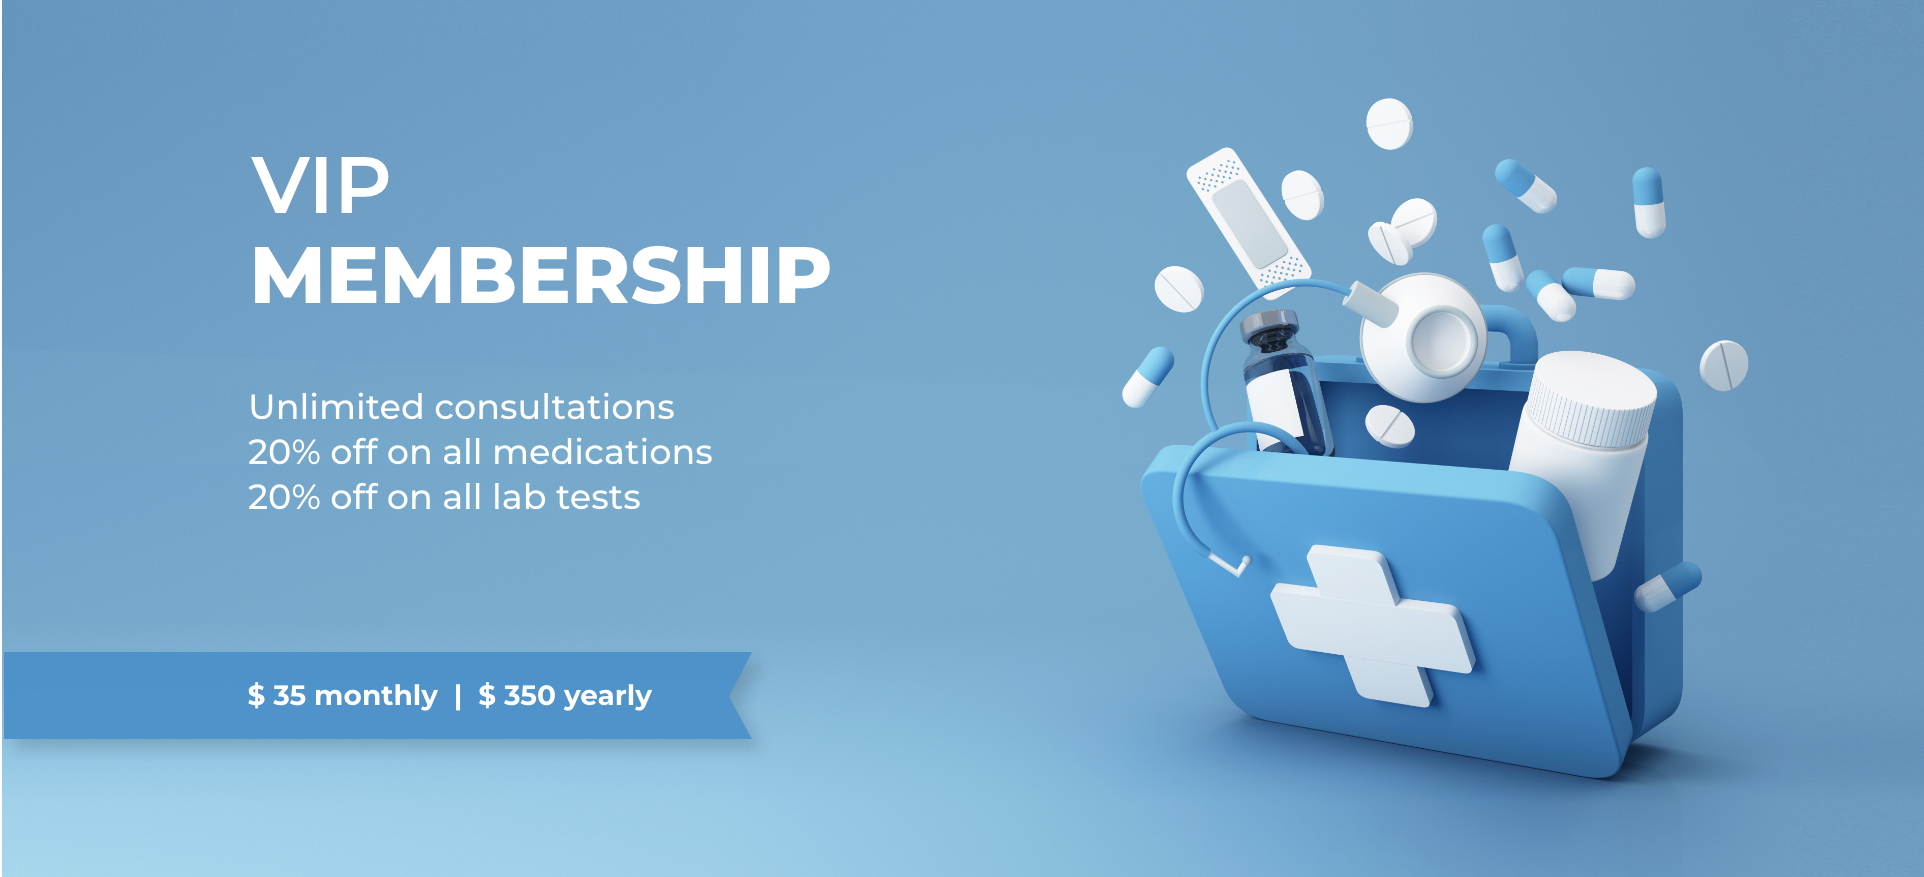 VIP
MEMBERSHIP
Unlimited consultations
20% off on all medications
20% off on all lab tests
$ 35 monthly | $ 350 yearly